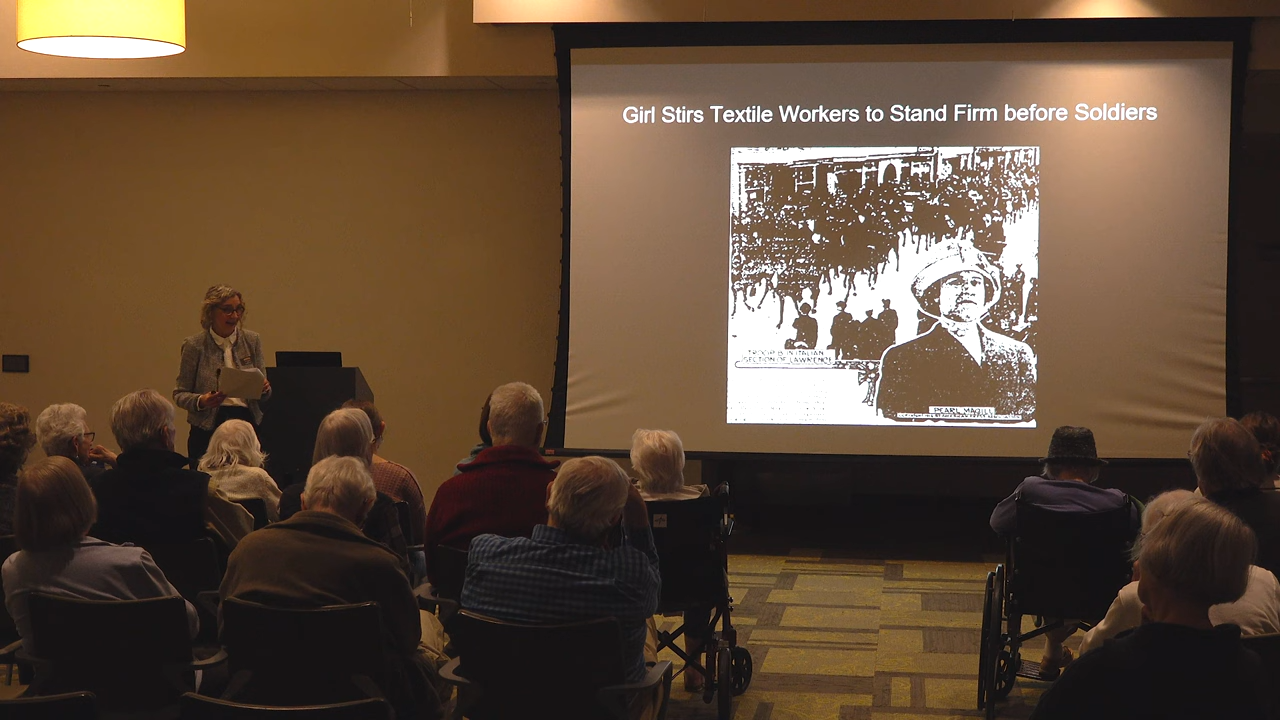 Girl Stirs Textile Workers to Stand Firm before Soldiers
TROOPS IN ITALIAN
SECTION OF LAWRENCE
PEARL MAGILL